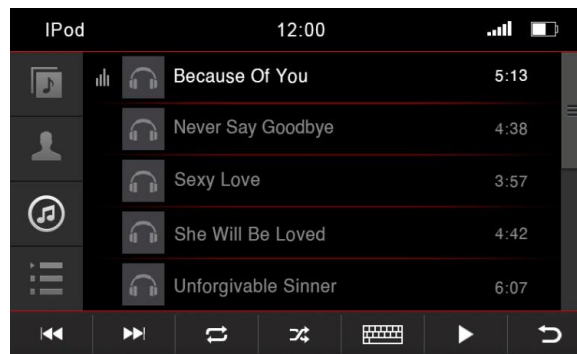 IPod 12:00
Because Of You 5:13
Never Say Goodbye 4:38
Sexy Love 3:57
She Will Be Loved 4:42
Unforgivable Sinner 6:07